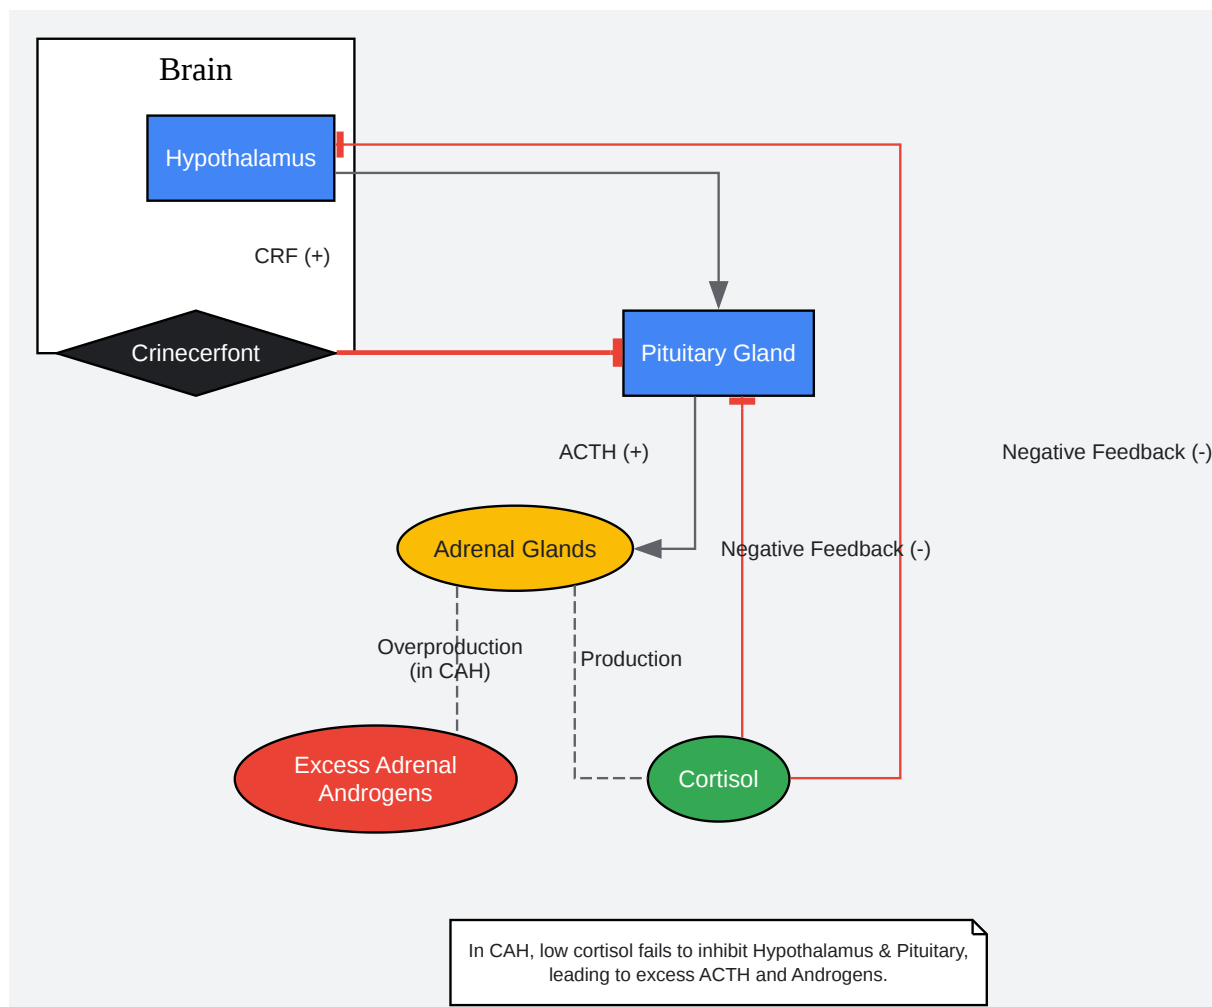 Brain
Hypothalamus
CRF (+)
Crinecerfont
Pituitary Gland
ACTH (+)
Negative Feedback (-)
Adrenal Glands
Negative Feedback (-)
Overproduction
(in CAH)
Production
Excess Adrenal
Androgens
Cortisol
In CAH, low cortisol fails to inhibit Hypothalamus & Pituitary,
leading to excess ACTH and Androgens.